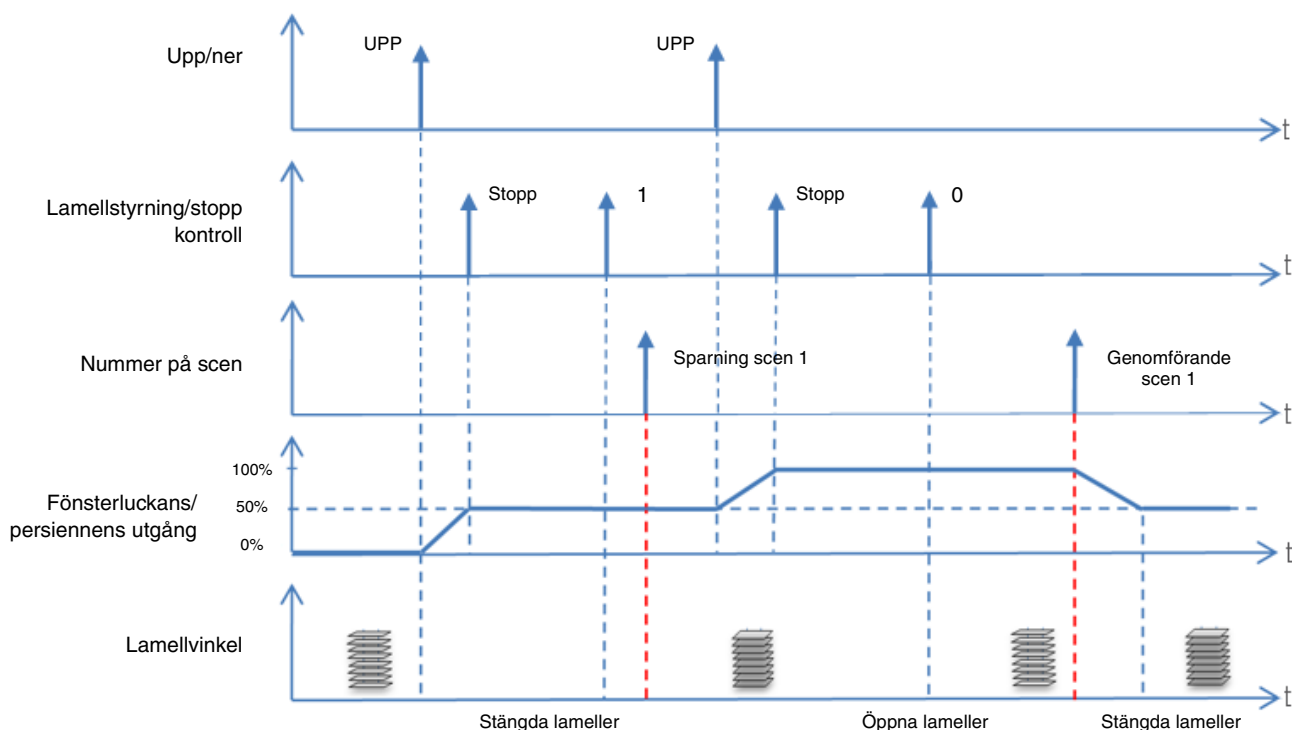 Upp/ner
UPP
UPP
t
Lamellstyrning/stopp
kontroll
Stopp
1
Stopp
0
t
Nummer på scen
Sparning scen 1
Genomförande
scen 1
t
Fönsterluckans/
persiennens utgång
100%
50%
0%
t
Lamellvinkel
t
Stängda lameller
Öppna lameller
Stängda lameller